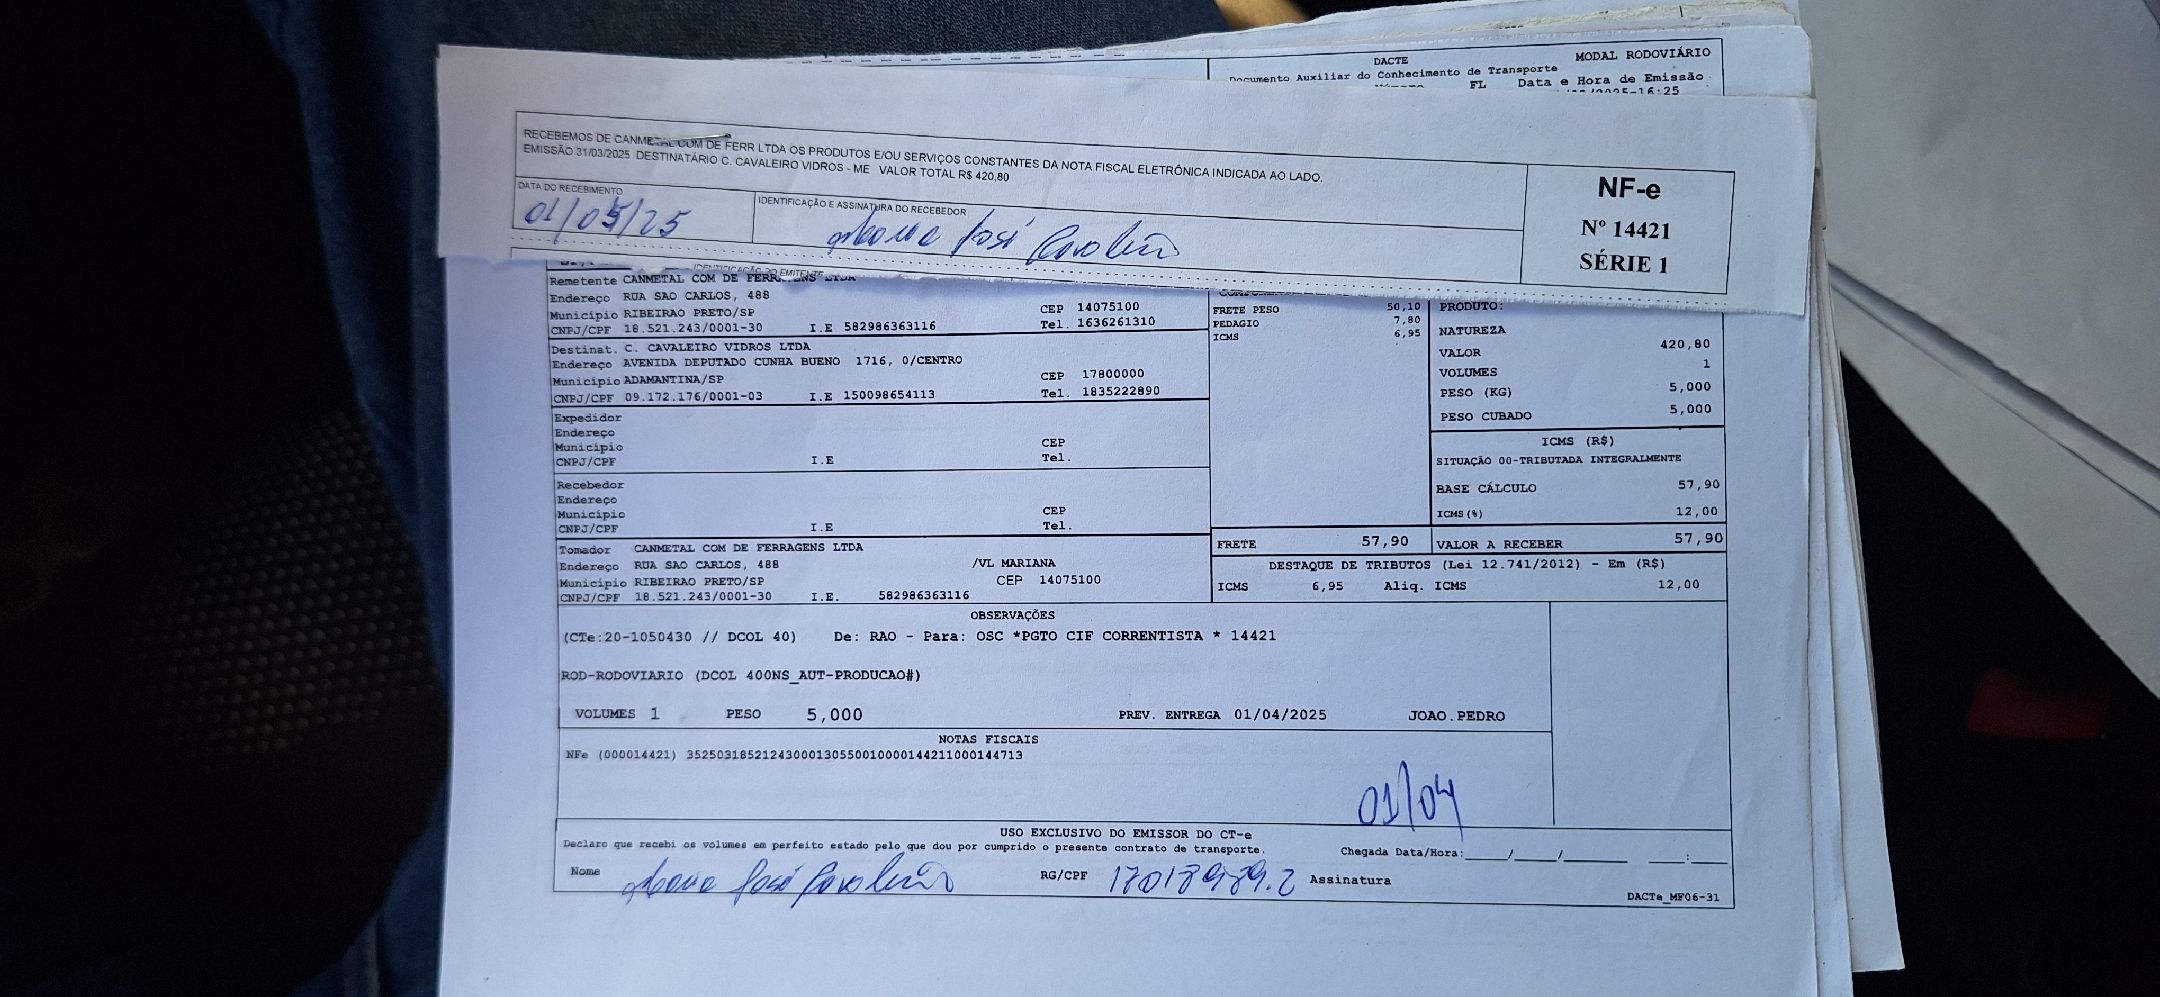 DACTE
MODAL RODOVIÁRIO
Documento Auxiliar do Conhecimento de Transporte
FL Data e Hora de Emissão
-16:25
RECEBEMOS DE CANMETAL COM DE FERR LTDA OS PRODUTOS E/OU SERVIÇOS CONSTANTES DA NOTA FISCAL ELETRÔNICA INDICADA AO LADO.
EMISSÃO 31/03/2025 DESTINATÁRIO C. CAVALEIRO VIDROS - ME VALOR TOTAL R$ 420,80
DATA DO RECEBIMENTO
IDENTIFICAÇÃO E ASSINATURA DO RECEBEDOR
José
NF-e
Nº 14421
SÉRIE 1
IDENTIFICAÇÃO DO EMITENTE
Remetente CANMETAL COM DE FERRAGENS LTDA
Endereço RUA SAO CARLOS, 488
Município RIBEIRAO PRETO/SP CEP 14075100
CNPJ/CPF 18.521.243/0001-30 I.E 582986363116 Tel. 1636261310
Destinat. C. CAVALEIRO VIDROS LTDA
Endereço AVENIDA DEPUTADO CUNHA BUENO 1716, 0/CENTRO
Município ADAMANTINA/SP CEP 17800000
CNPJ/CPF 09.172.176/0001-03 I.E 150098654113 Tel. 1835222890
Expedidor
Endereço
Município CEP
CNPJ/CPF I.E Tel.
Recebedor
Endereço
Município CEP
CNPJ/CPF I.E Tel.
Tomador CANMETAL COM DE FERRAGENS LTDA
Endereço RUA SAO CARLOS, 488 /VL MARIANA
Município RIBEIRAO PRETO/SP CEP 14075100
CNPJ/CPF 18.521.243/0001-30 I.E. 582986363116
FRETE PESO 50,10
PEDAGIO 7,80
ICMS 6,95
PRODUTO:
NATUREZA
VALOR 420,80
VOLUMES 1
PESO (KG) 5,000
PESO CUBADO 5,000
ICMS (R$)
SITUAÇÃO 00-TRIBUTADA INTEGRALMENTE
BASE CÁLCULO 57,90
ICMS(%) 12,00
FRETE 57,90 VALOR A RECEBER 57,90
DESTAQUE DE TRIBUTOS (Lei 12.741/2012) - Em (R$)
ICMS 6,95 Aliq. ICMS 12,00
OBSERVAÇÕES
(CTe:20-1050430 // DCOL 40) De: RAO - Para: OSC *PGTO CIF CORRENTISTA * 14421
ROD-RODOVIARIO (DCOL 400NS_AUT-PRODUCAO#)
VOLUMES 1 PESO 5,000 PREV. ENTREGA 01/04/2025 JOAO.PEDRO
NOTAS FISCAIS
NFe (000014421) 35250318521243000130550010000144211000144713
01/04
USO EXCLUSIVO DO EMISSOR DO CT-e
Declaro que recebi os volumes em perfeito estado pelo que dou por cumprido o presente contrato de transporte.
Chegada Data/Hora:____/____/______ ___:___
Nome José RG/CPF Assinatura
DACTe_MF06-31